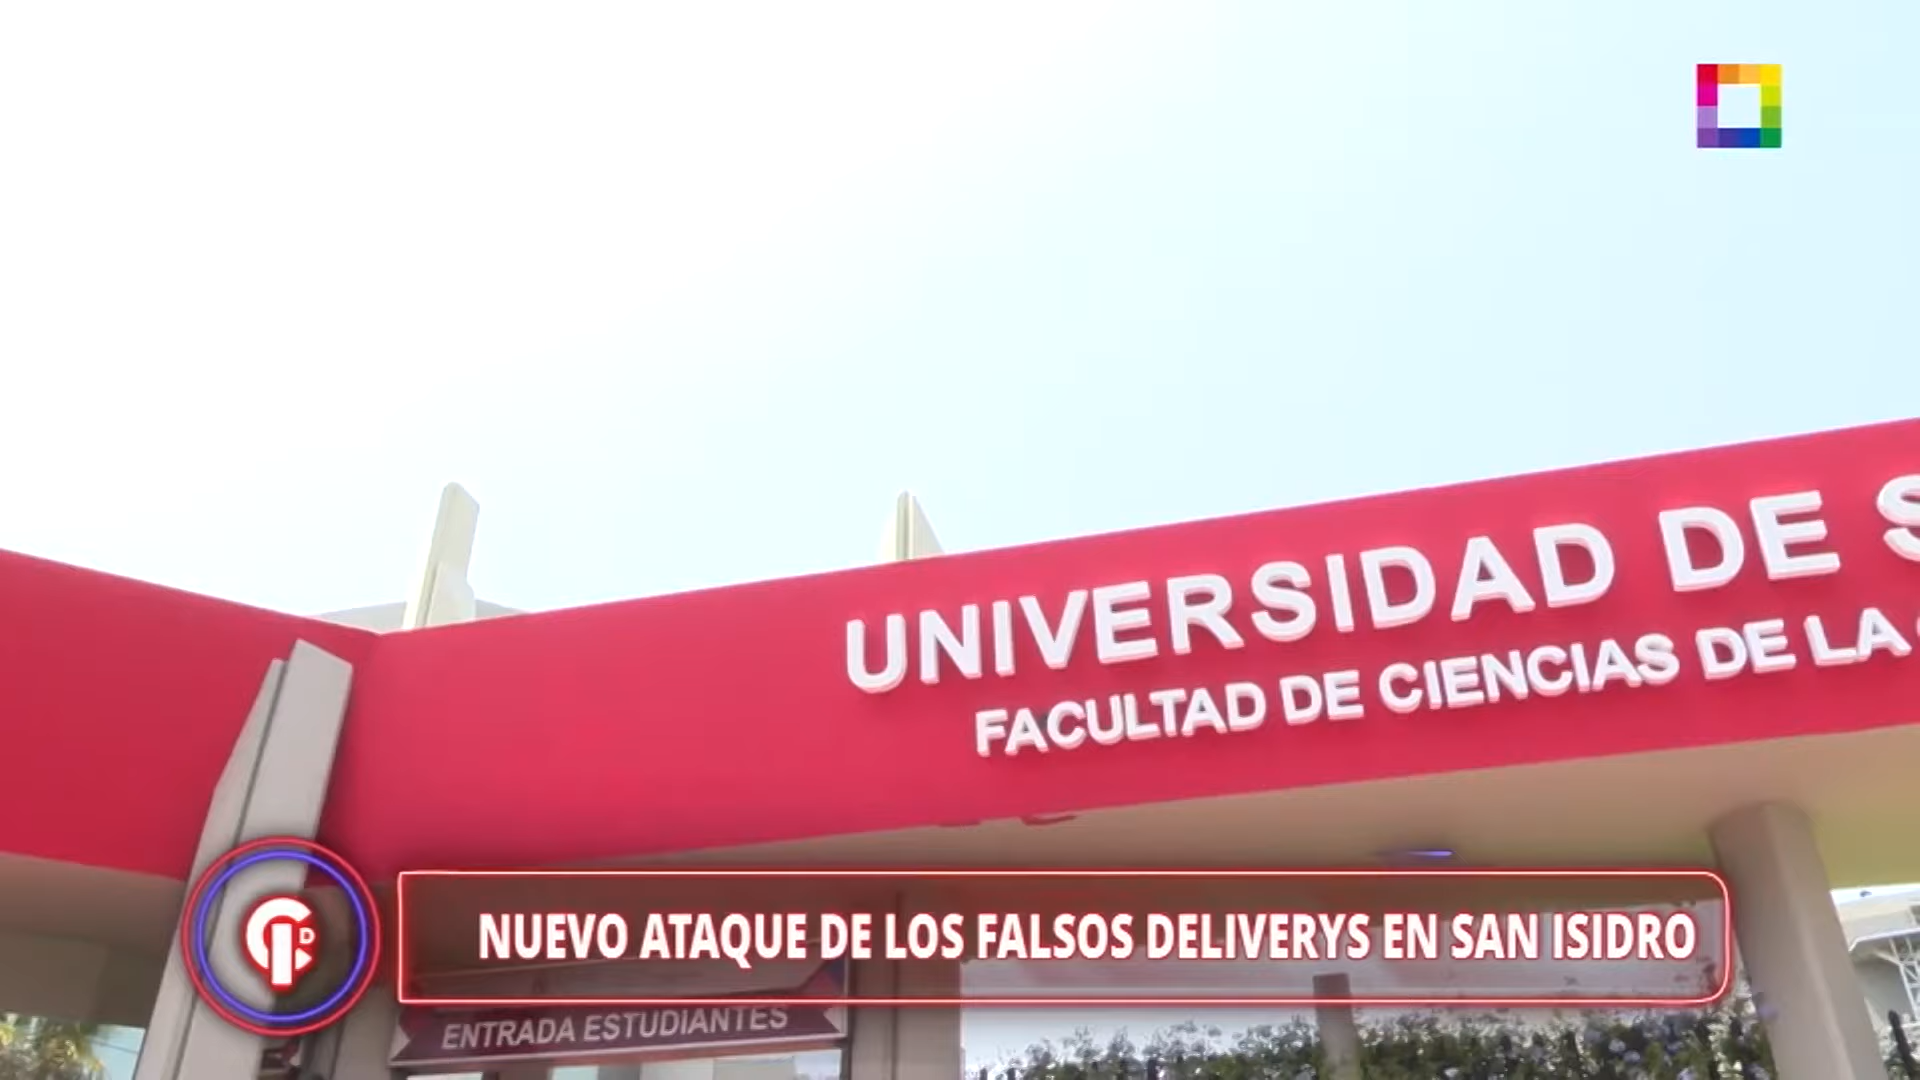 UNIVERSIDAD DE S
FACULTAD DE CIENCIAS DE LA
NUEVO ATAQUE DE LOS FALSOS DELIVERYS EN SAN ISIDRO
ENTRADA ESTUDIANTES